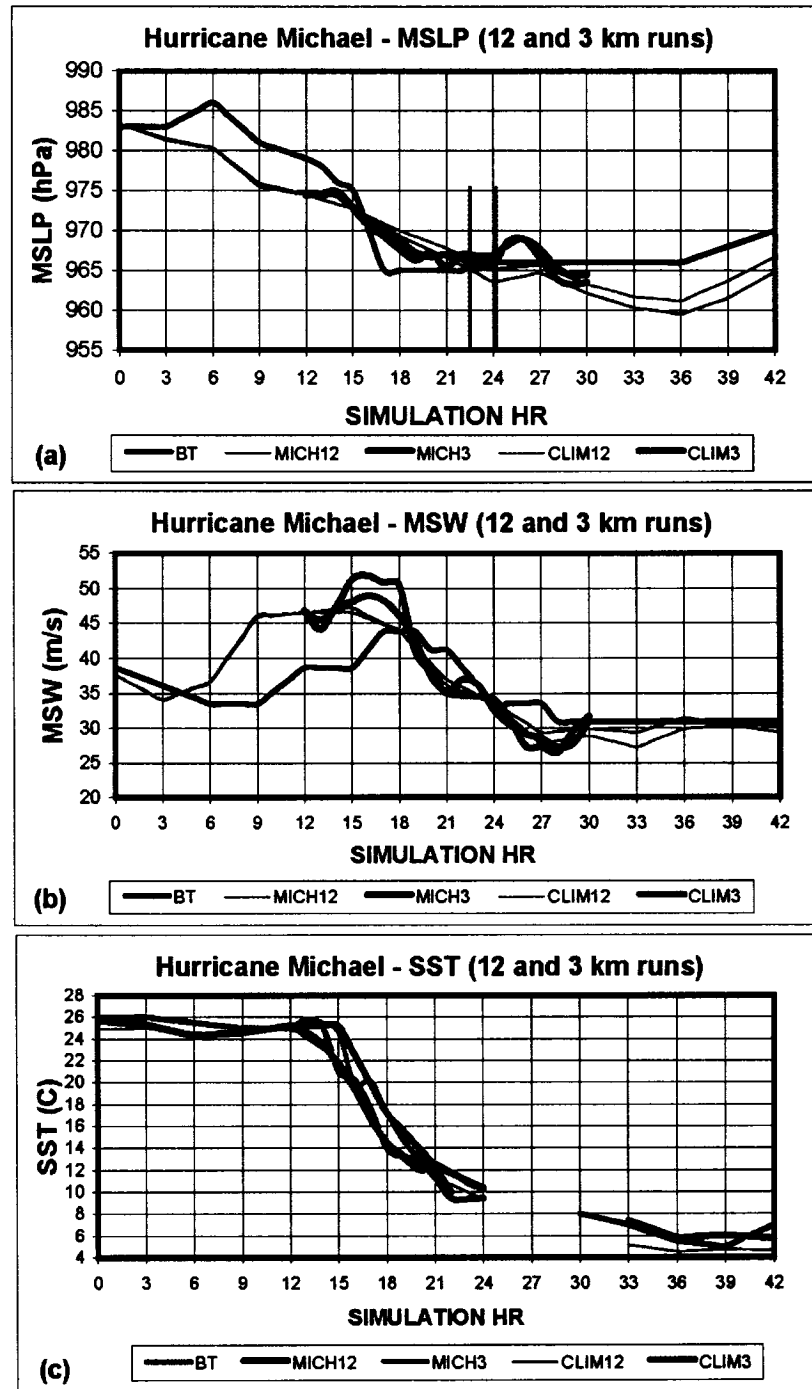 Hurricane Michael - MSLP (12 and 3 km runs)
990
985
980
975
970
965
960
955
MSLP (hPa)
0 3 6 9 12 15 18 21 24 27 30 33 36 39 42
SIMULATION HR
(a)
BT MICH12 MICH3 CLIM12 CLIM3
Hurricane Michael - MSW (12 and 3 km runs)
55
50
45
40
35
30
25
20
MSW (m/s)
0 3 6 9 12 15 18 21 24 27 30 33 36 39 42
SIMULATION HR
(b)
BT MICH12 MICH3 CLIM12 CLIM3
Hurricane Michael - SST (12 and 3 km runs)
28
26
24
22
20
18
16
14
12
10
8
6
4
SST (C)
0 3 6 9 12 15 18 21 24 27 30 33 36 39 42
SIMULATION HR
(c)
BT MICH12 MICH3 CLIM12 CLIM3